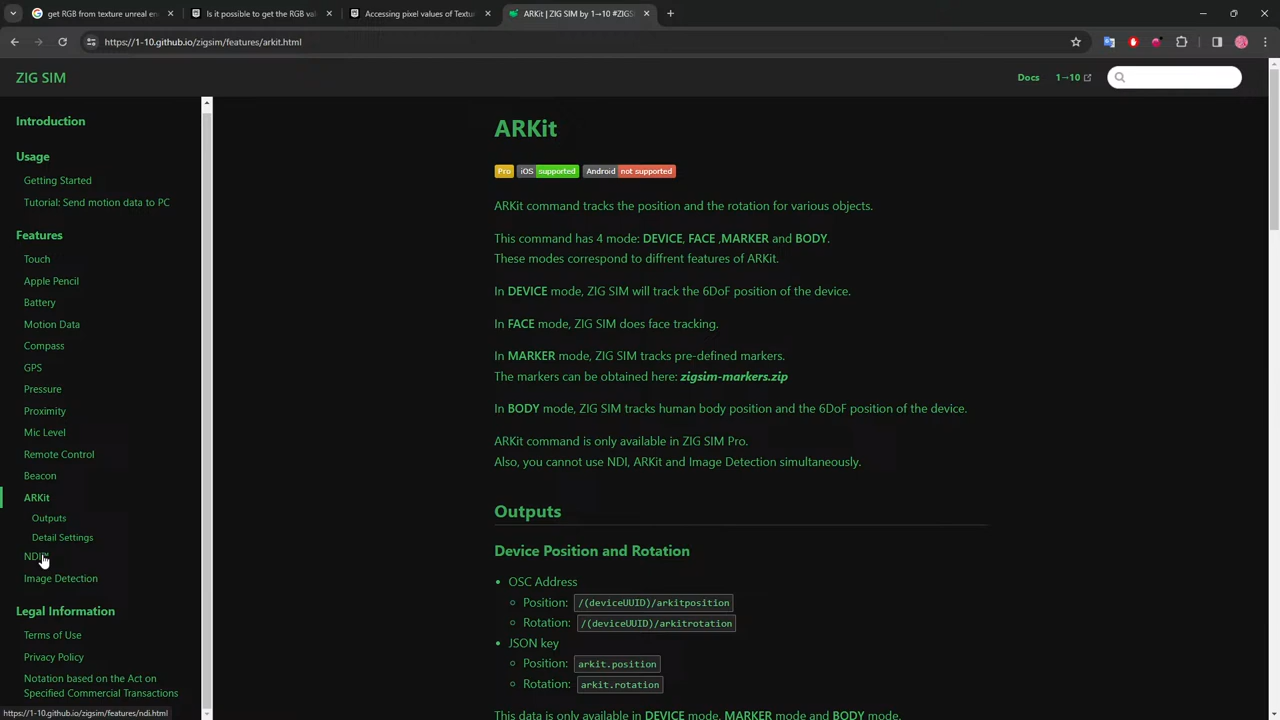 get RGB from texture unreal en
Is it possible to get the RGB val
Accessing pixel values of Textur
ARKit | ZIG SIM by 1→10 #ZIGS
https://1-10.github.io/zigsim/features/arkit.html
ZIG SIM
Docs
1→10
Introduction
Usage
Getting Started
Tutorial: Send motion data to PC
Features
Touch
Apple Pencil
Battery
Motion Data
Compass
GPS
Pressure
Proximity
Mic Level
Remote Control
Beacon
ARKit
Outputs
Detail Settings
Image Detection
Legal Information
Terms of Use
Privacy Policy
Notation based on the Act on
Specified Commercial Transactions
https://1-10.github.io/zigsim/features/ndi.html
ARKit
Pro iOS supported Android not supported
ARKit command tracks the position and the rotation for various objects.
This command has 4 mode: DEVICE, FACE ,MARKER and BODY.
These modes correspond to diffrent features of ARKit.
In DEVICE mode, ZIG SIM will track the 6DoF position of the device.
In FACE mode, ZIG SIM does face tracking.
In MARKER mode, ZIG SIM tracks pre-defined markers.
The markers can be obtained here: zigsim-markers.zip
In BODY mode, ZIG SIM tracks human body position and the 6DoF position of the device.
ARKit command is only available in ZIG SIM Pro.
Also, you cannot use NDI, ARKit and Image Detection simultaneously.
Outputs
Device Position and Rotation
• OSC Address
Position: /(deviceUUID)/arkitposition
Rotation: /(deviceUUID)/arkitrotation
• JSON key
Position: arkit.position
Rotation: arkit.rotation
This data is only available in DEVICE mode, MARKER mode and BODY mode.